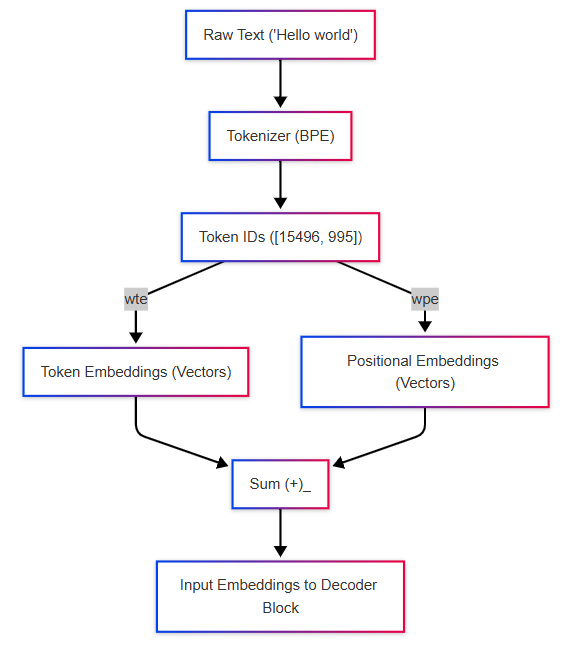 Raw Text ('Hello world')
Tokenizer (BPE)
Token IDs ([15496, 995])
wte
wpe
Token Embeddings (Vectors)
Positional Embeddings
(Vectors)
Sum (+)_
Input Embeddings to Decoder
Block